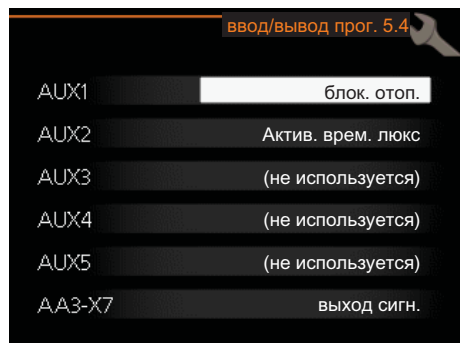 ввод/вывод прог. 5.4
AUX1 блок. отоп.
AUX2 Актив. врем. люкс
AUX3 (не используется)
AUX4 (не используется)
AUX5 (не используется)
AA3-X7 выход сигн.